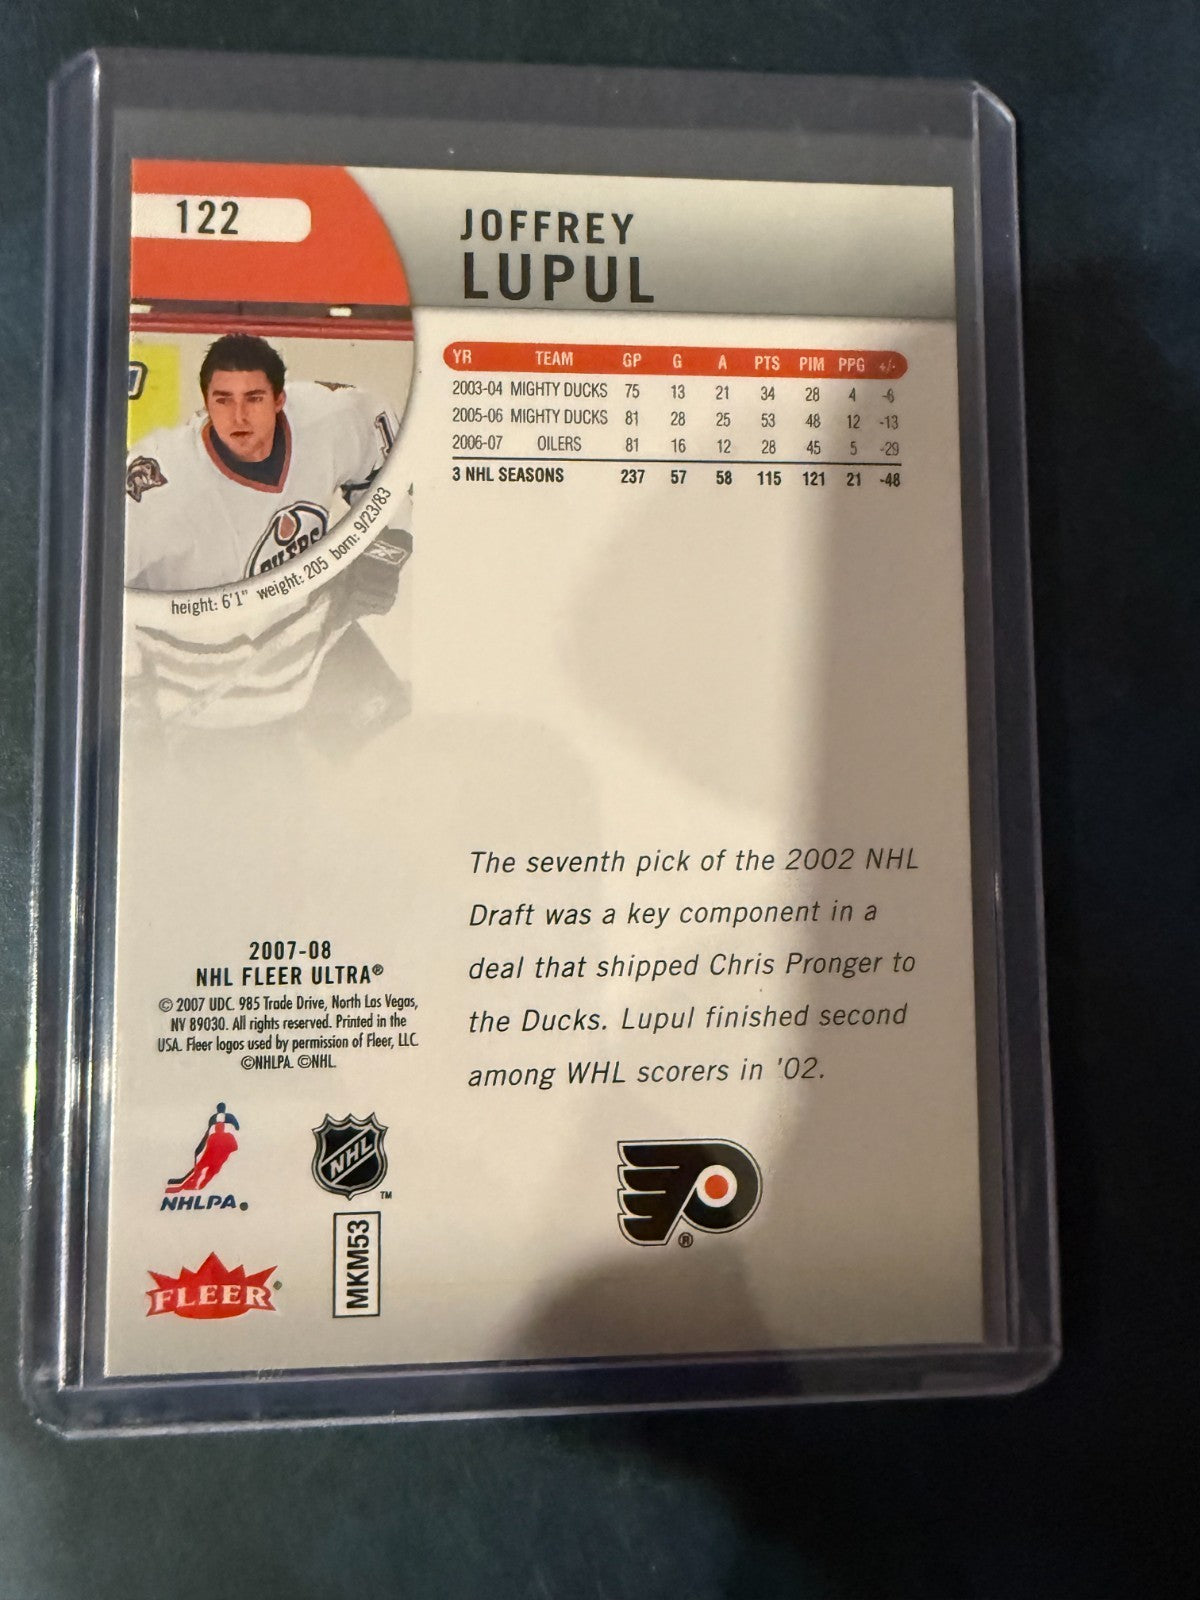 122
JOFFREY
LUPUL
YR TEAM GP G A PTS PIM PPG +/-
2003-04 MIGHTY DUCKS 75 13 21 34 28 4 -6
2005-06 MIGHTY DUCKS 81 28 25 53 48 12 -13
2006-07 OILERS 81 16 12 28 45 5 -29
3 NHL SEASONS 237 57 58 115 121 21 -48
OILERS
height: 6'1" weight: 205 born: 9/23/83
The seventh pick of the 2002 NHL
Draft was a key component in a
deal that shipped Chris Pronger to
the Ducks. Lupul finished second
among WHL scorers in '02.
2007-08
NHL FLEER ULTRA®
© 2007 UDC. 985 Trade Drive, North Las Vegas,
NV 89030. All rights reserved. Printed in the
USA. Fleer logos used by permission of Fleer, LLC.
©NHLPA. ©NHL.
NHLPA®
NHL TM
MKM53
FLEER®
®